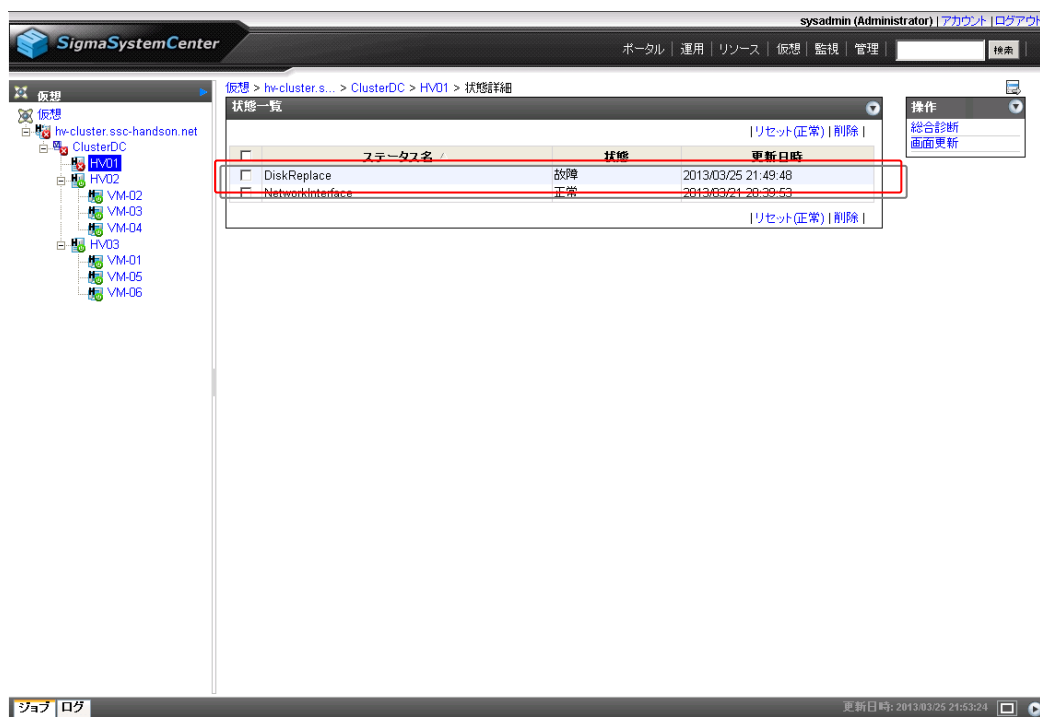 sysadmin (Administrator) | アカウント | ログアウト
SigmaSystemCenter
ポータル | 運用 | リソース | 仮想 | 監視 | 管理 | 検索
仮想
仮想
hv-cluster.ssc-handson.net
ClusterDC
HV01
HV02
VM-02
VM-03
VM-04
HV03
VM-01
VM-05
VM-06
仮想 > hv-cluster.s... > ClusterDC > HV01 > 状態詳細
状態一覧
| リセット(正常) | 削除 |
ステータス名 / 状態 更新日時
DiskReplace 故障 2013/03/25 21:49:48
NetworkInterface 正常 2013/03/21 20:39:53
| リセット(正常) | 削除 |
操作
総合診断
画面更新
ジョブ ログ
更新日時: 2013/03/25 21:53:24